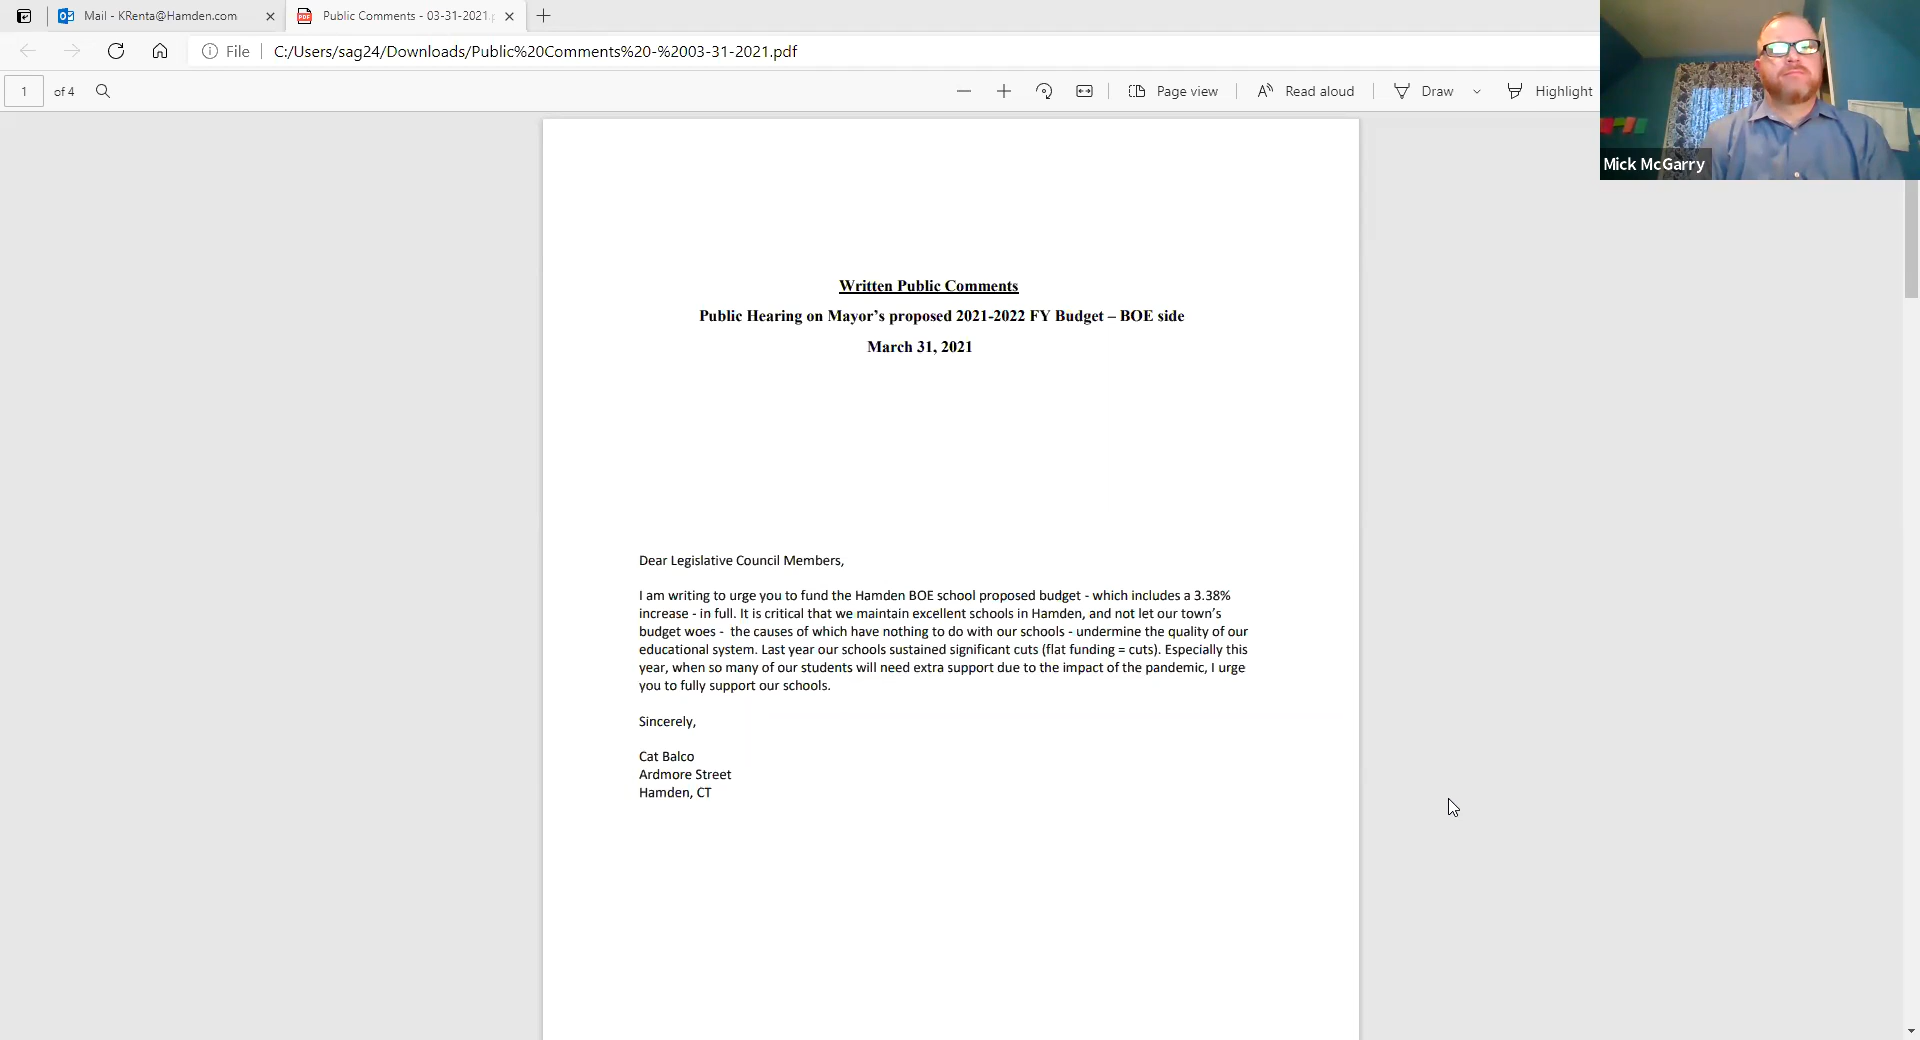 Mail - KRenta@Hamden.com
Public Comments - 03-31-2021.p
File
C:/Users/sag24/Downloads/Public%20Comments%20-%2003-31-2021.pdf
1 of 4
Page view
Read aloud
Draw
Highlight
Mick McGarry
Written Public Comments
Public Hearing on Mayor's proposed 2021-2022 FY Budget – BOE side
March 31, 2021
Dear Legislative Council Members,
I am writing to urge you to fund the Hamden BOE school proposed budget - which includes a 3.38%
increase - in full. It is critical that we maintain excellent schools in Hamden, and not let our town's
budget woes -  the causes of which have nothing to do with our schools - undermine the quality of our
educational system. Last year our schools sustained significant cuts (flat funding = cuts). Especially this
year, when so many of our students will need extra support due to the impact of the pandemic, I urge
you to fully support our schools.
Sincerely,
Cat Balco
Ardmore Street
Hamden, CT